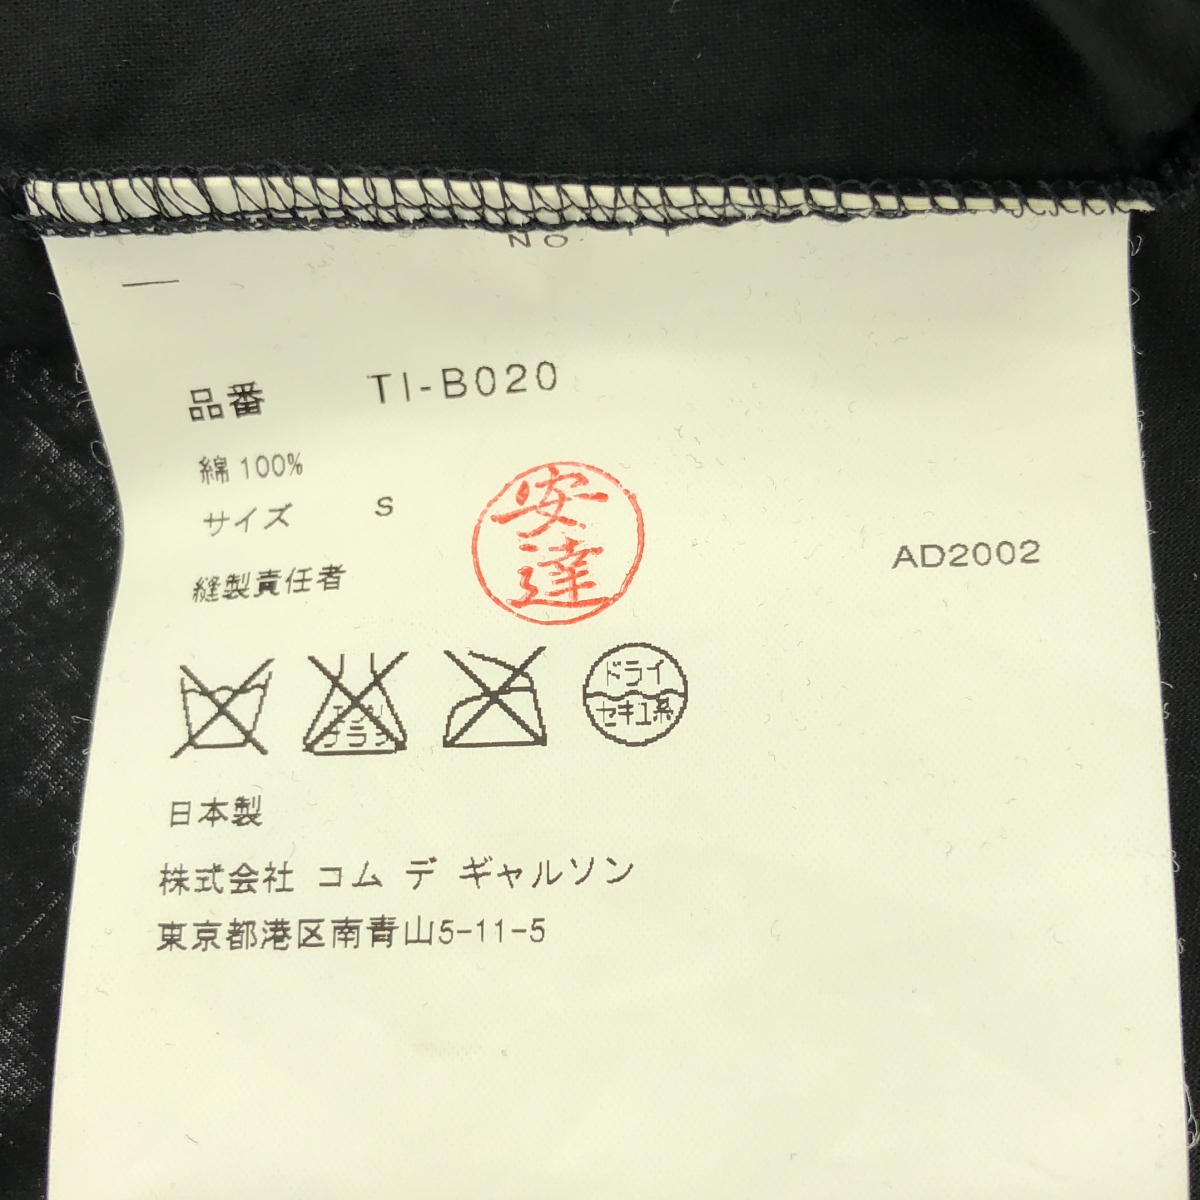 NO.
品番 TI-B020
綿 100%
サイズ S
安達
AD2002
縫製責任者
ドライ
セキユ系
日本製
株式会社 コム デ ギャルソン
東京都港区南青山5-11-5